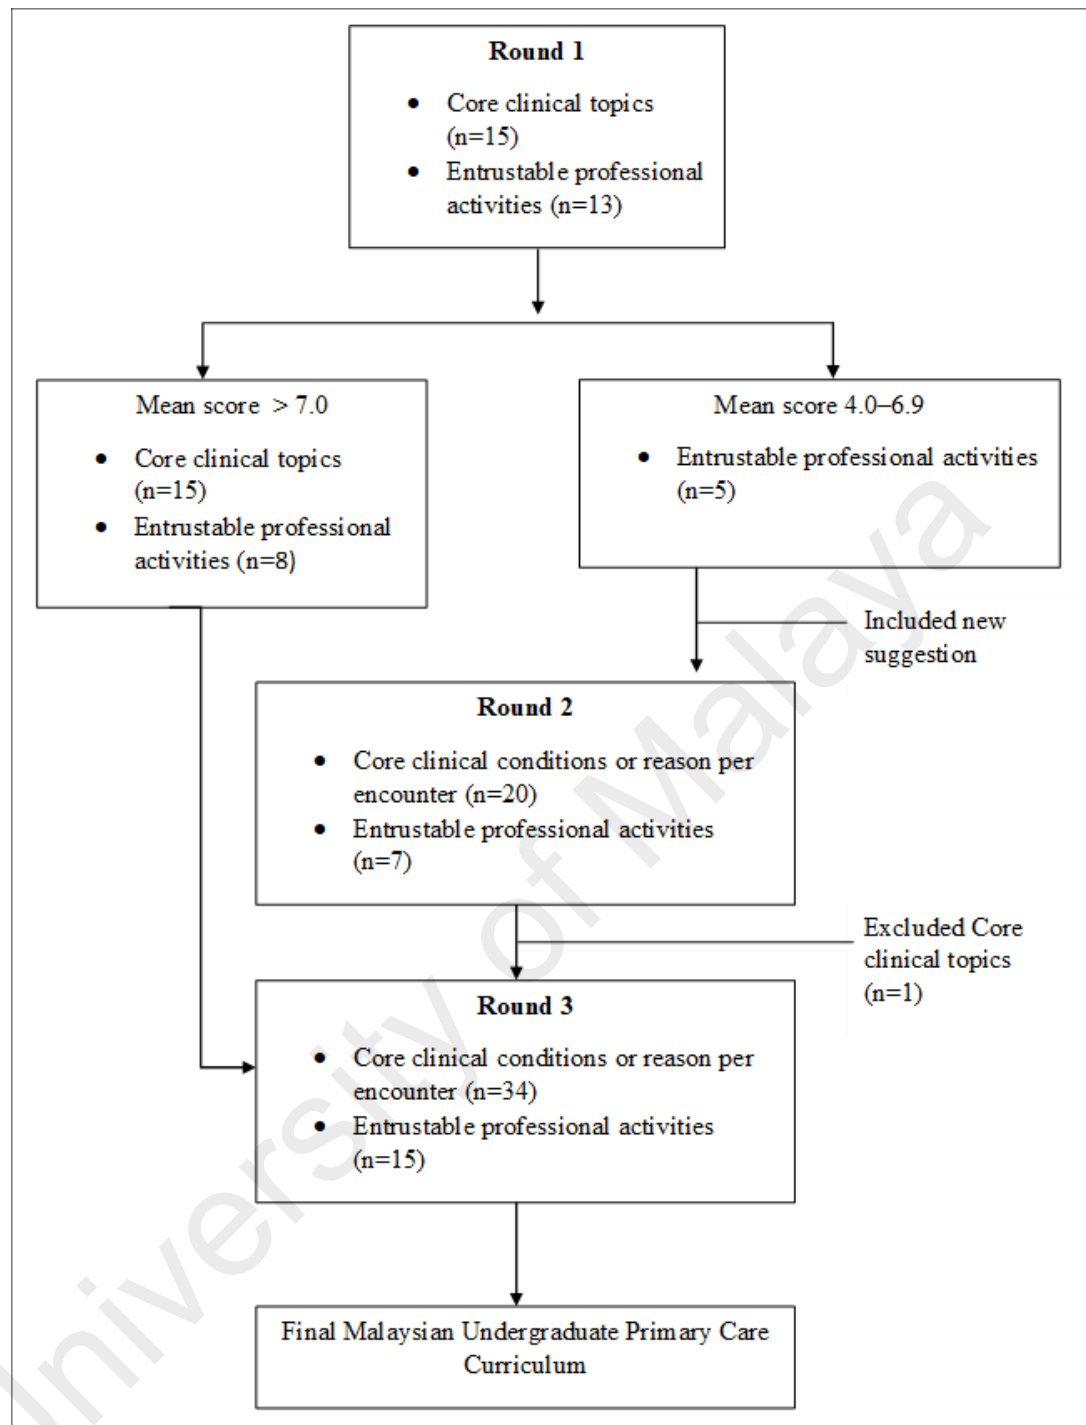 Round 1
• Core clinical topics
(n=15)
• Entrustable professional
activities (n=13)
Mean score > 7.0
• Core clinical topics
(n=15)
• Entrustable professional
activities (n=8)
Mean score 4.0–6.9
• Entrustable professional activities
(n=5)
Included new
suggestion
Round 2
• Core clinical conditions or reason per
encounter (n=20)
• Entrustable professional activities
(n=7)
Excluded Core
clinical topics
(n=1)
Round 3
• Core clinical conditions or reason per
encounter (n=34)
• Entrustable professional activities
(n=15)
Final Malaysian Undergraduate Primary Care
Curriculum
University of Malaya